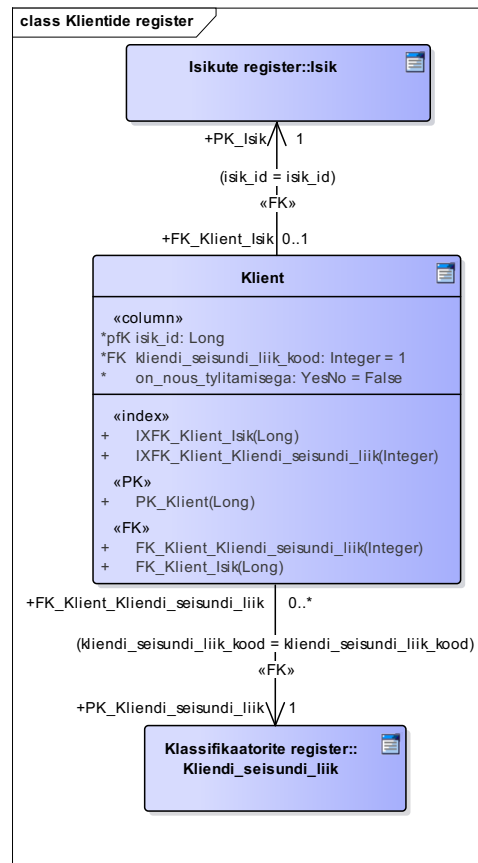 class Klientide register
Isikute register::Isik
+PK_Isik 1
(isik_id = isik_id)
«FK»
+FK_Klient_Isik 0..1
Klient
«column»
*pfK isik_id: Long
*FK kliendi_seisundi_liik_kood: Integer = 1
* on_nous_tylitamisega: YesNo = False
«index»
+ IXFK_Klient_Isik(Long)
+ IXFK_Klient_Kliendi_seisundi_liik(Integer)
«PK»
+ PK_Klient(Long)
«FK»
+ FK_Klient_Kliendi_seisundi_liik(Integer)
+ FK_Klient_Isik(Long)
+FK_Klient_Kliendi_seisundi_liik 0..*
(kliendi_seisundi_liik_kood = kliendi_seisundi_liik_kood)
«FK»
+PK_Kliendi_seisundi_liik 1
Klassifikaatorite register::
Kliendi_seisundi_liik